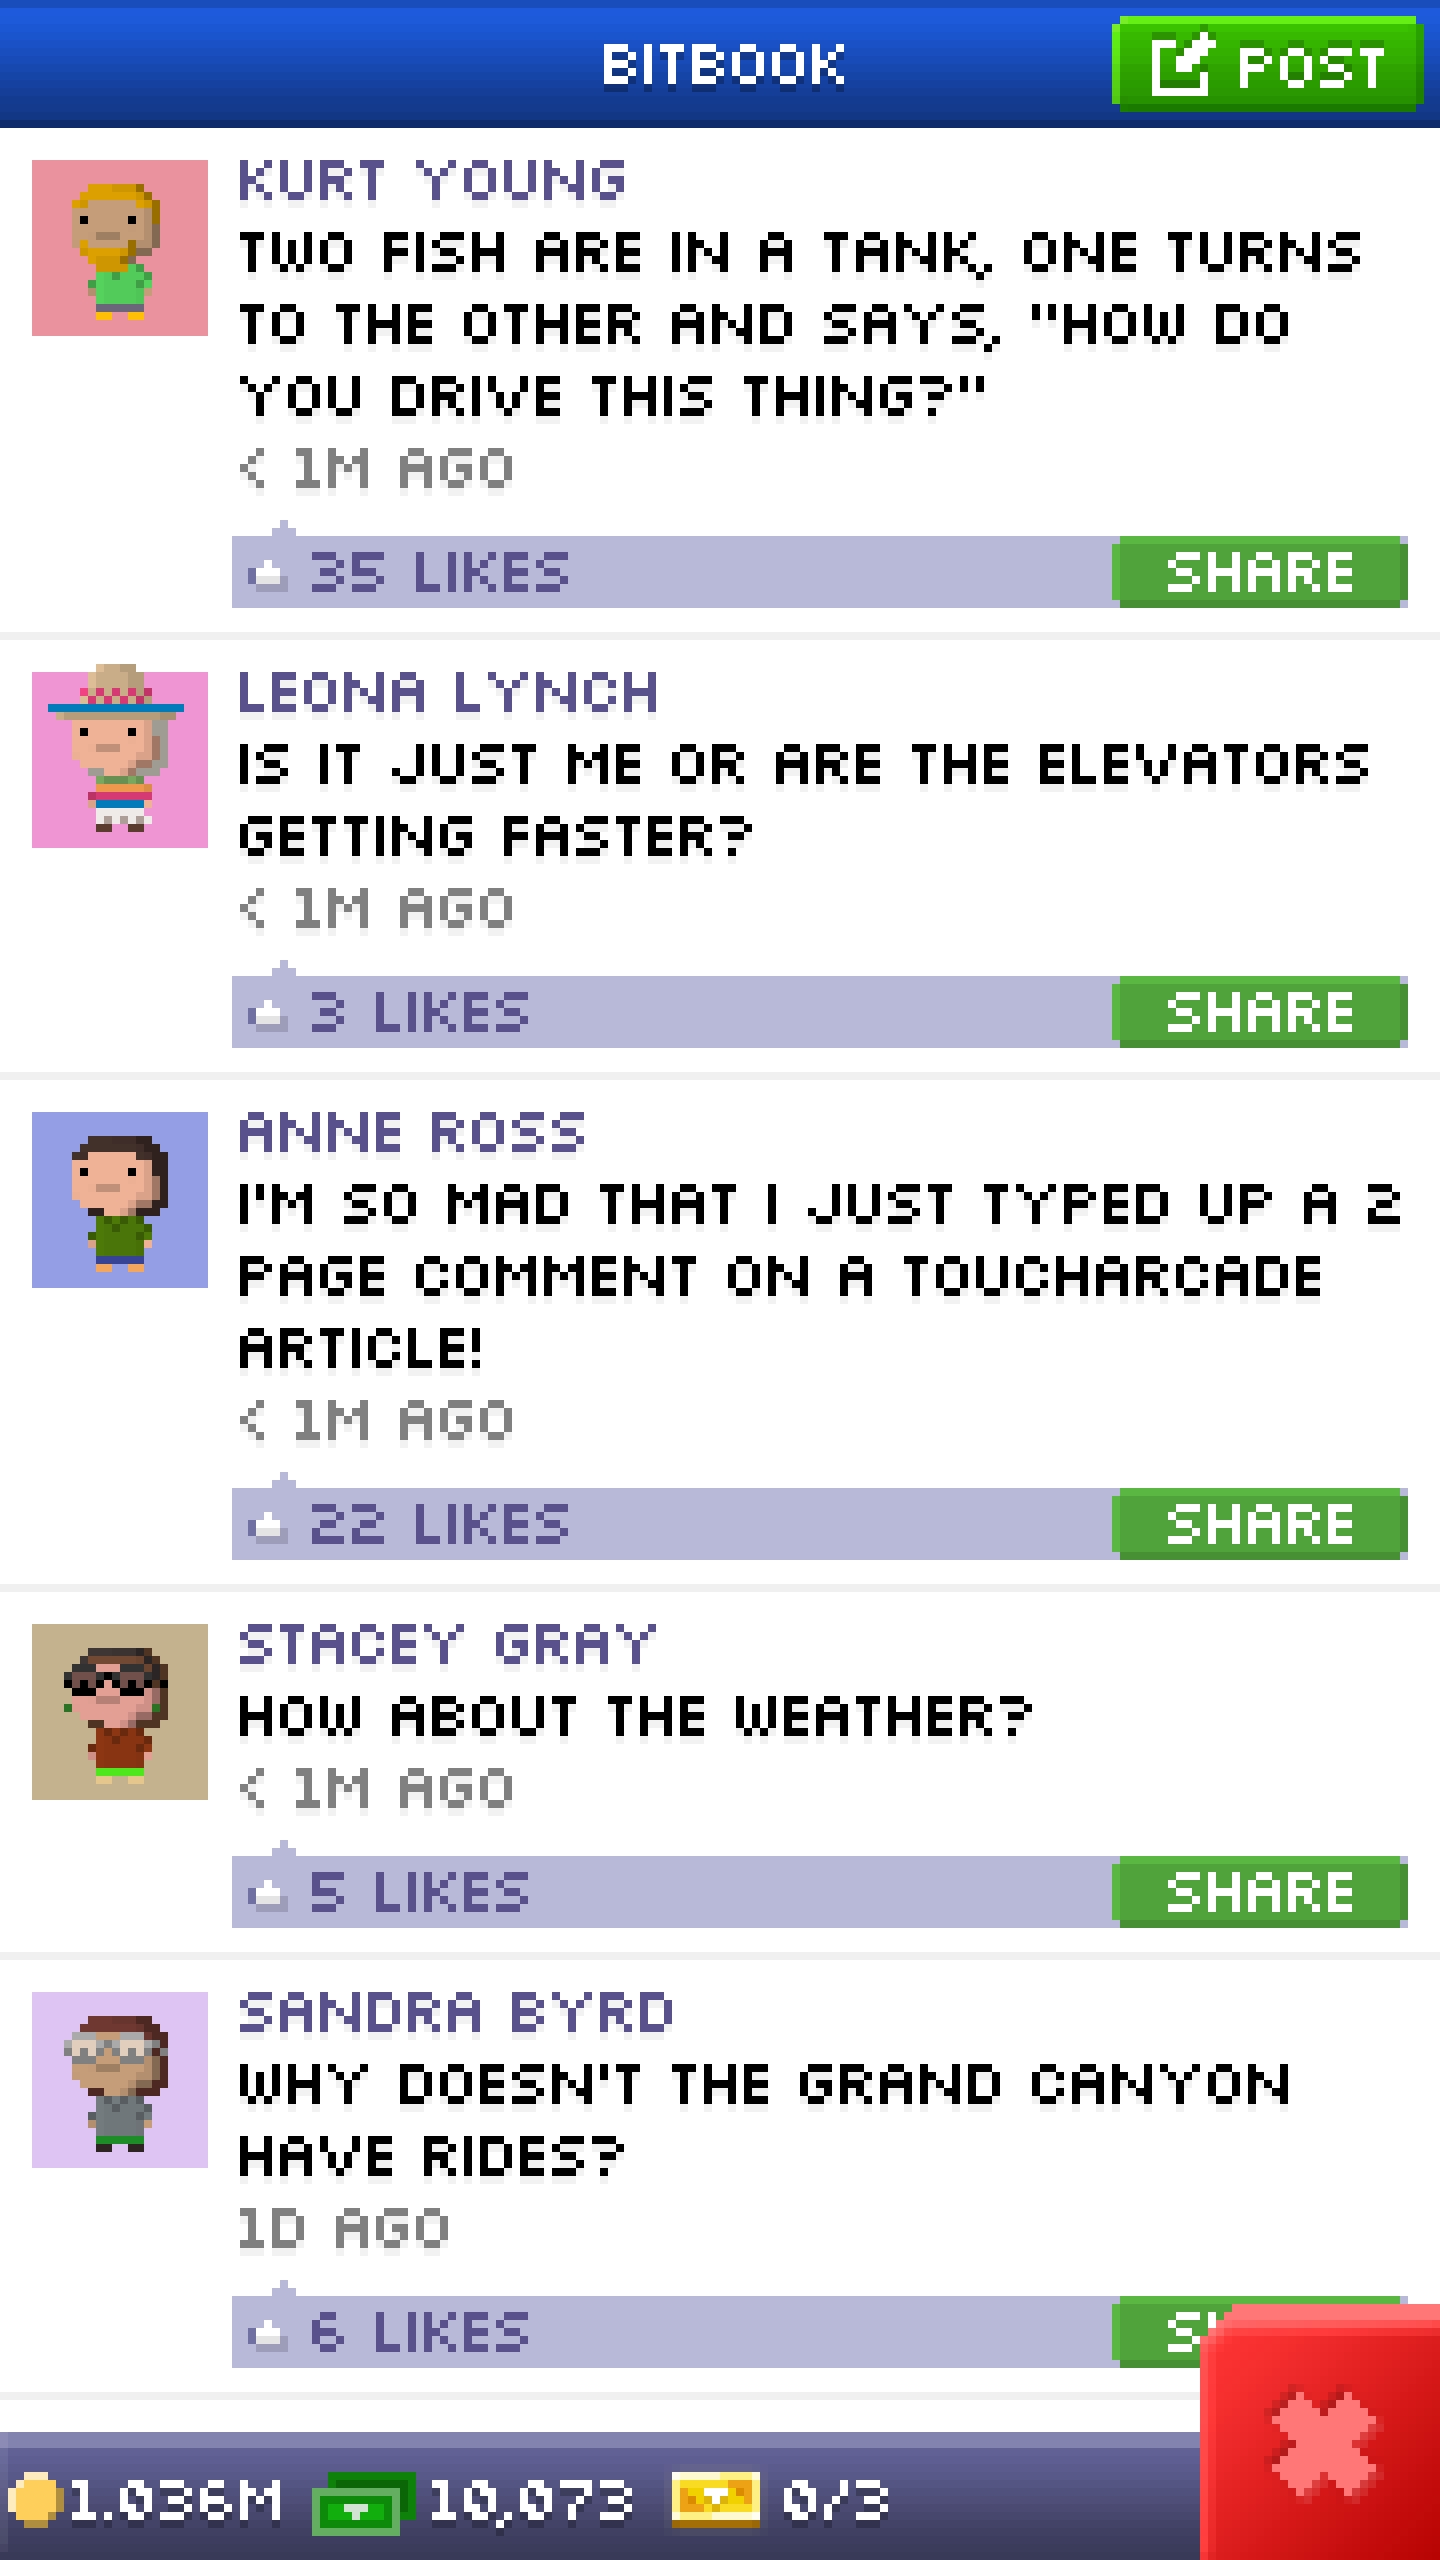 BITBOOK
POST
KURT YOUNG
TWO FISH ARE IN A TANK, ONE TURNS
TO THE OTHER AND SAYS, "HOW DO
YOU DRIVE THIS THING?"
< 1M AGO
35 LIKES
SHARE
LEONA LYNCH
IS IT JUST ME OR ARE THE ELEVATORS
GETTING FASTER?
< 1M AGO
3 LIKES
SHARE
ANNE ROSS
I'M SO MAD THAT I JUST TYPED UP A 2
PAGE COMMENT ON A TOUCHARCADE
ARTICLE!
< 1M AGO
22 LIKES
SHARE
STACEY GRAY
HOW ABOUT THE WEATHER?
< 1M AGO
5 LIKES
SHARE
SANDRA BYRD
WHY DOESN'T THE GRAND CANYON
HAVE RIDES?
1D AGO
6 LIKES
1.036M
10,073
0/3